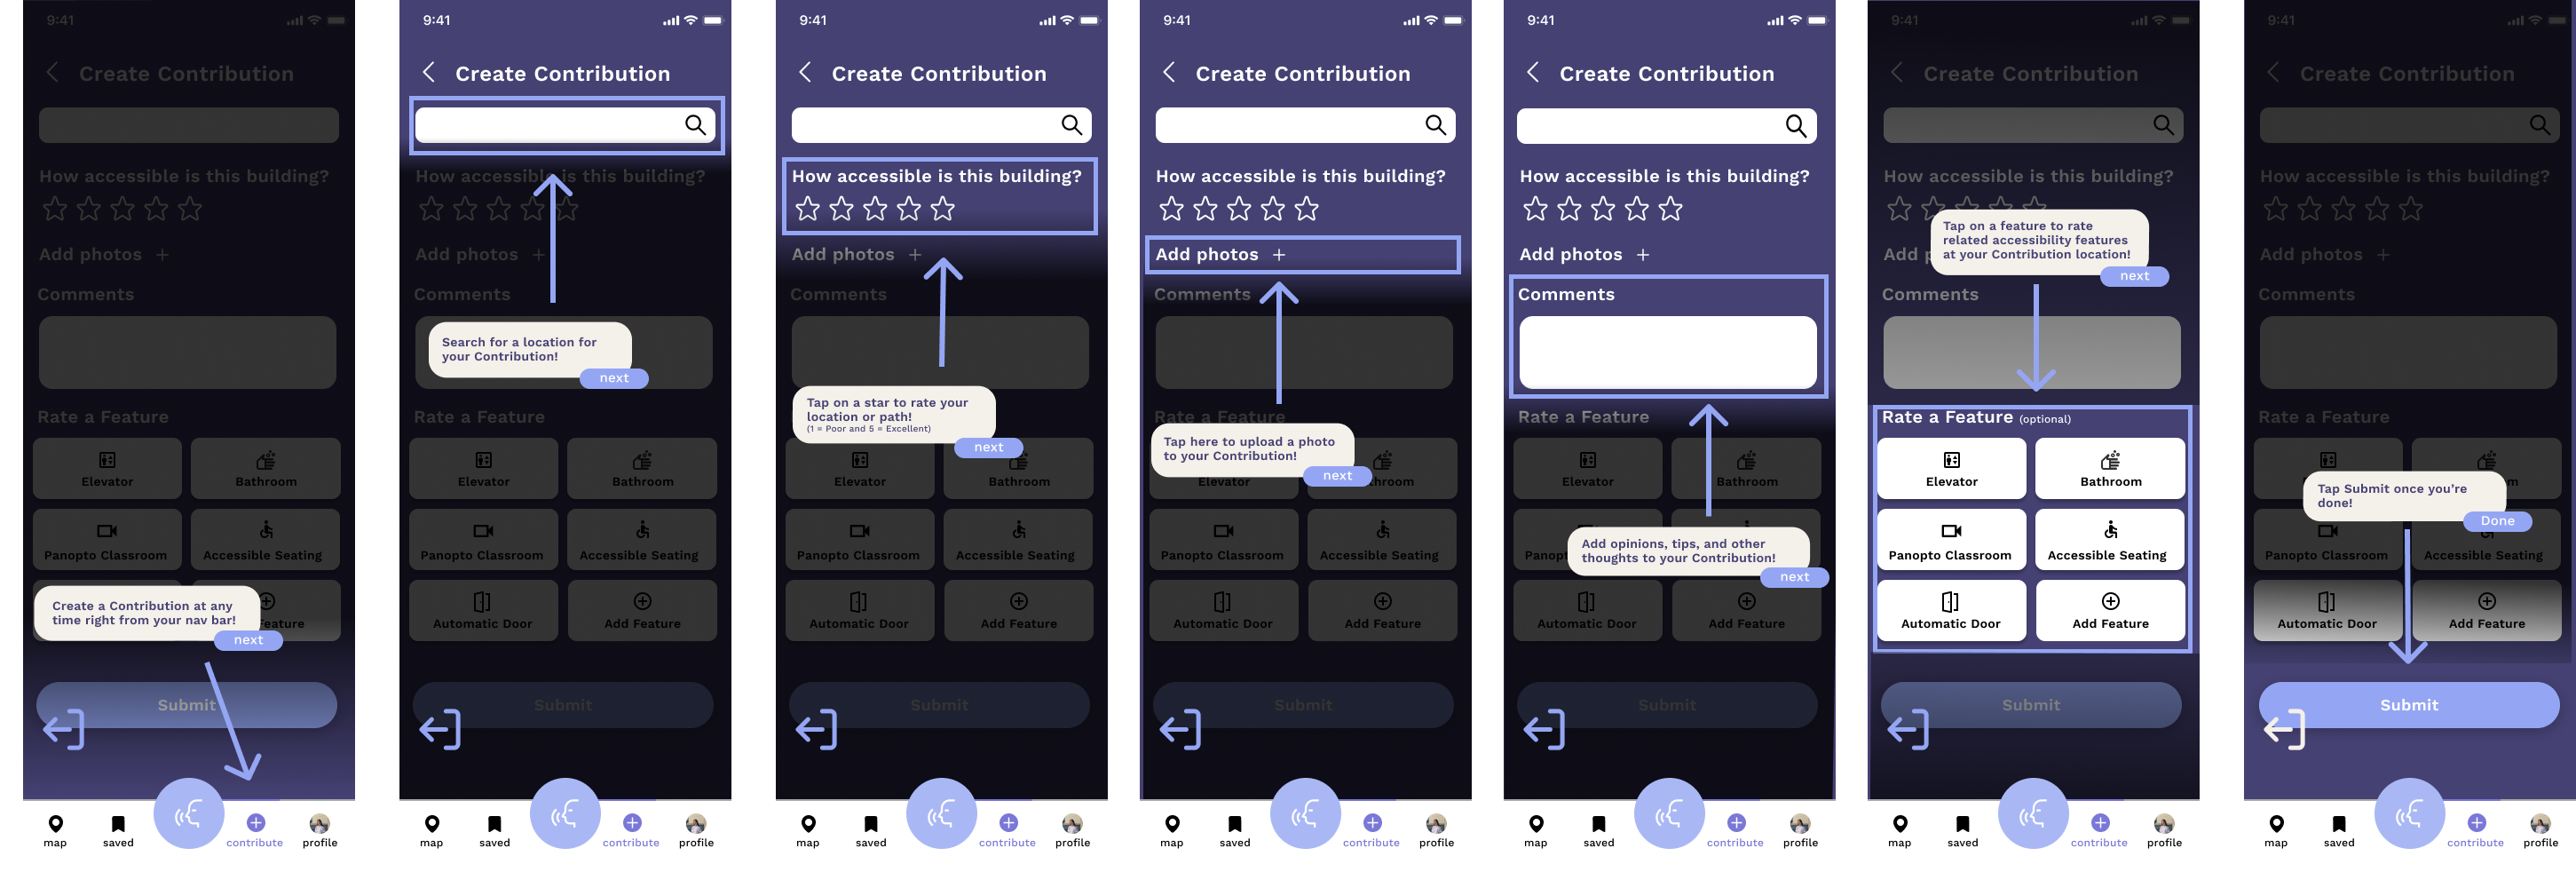 9:41
Create Contribution
How accessible is this building?
Add photos +
Comments
Rate a Feature
Elevator
Bathroom
Panopto Classroom
Accessible Seating
Create a Contribution at any
time right from your nav bar!
next
Feature
Submit
map
saved
contribute
profile
9:41
Create Contribution
How accessible is this building?
Add photos +
Comments
Search for a location for
your Contribution!
next
Rate a Feature
Elevator
Bathroom
Panopto Classroom
Accessible Seating
Automatic Door
Add Feature
Submit
map
saved
contribute
profile
9:41
Create Contribution
How accessible is this building?
Add photos +
Comments
Tap on a star to rate your
location or path!
(1 = Poor and 5 = Excellent)
next
Elevator
Bathroom
Panopto Classroom
Accessible Seating
Automatic Door
Add Feature
Submit
map
saved
contribute
profile
9:41
Create Contribution
How accessible is this building?
Add photos +
Comments
Rate a Feature
Tap here to upload a photo
to your Contribution!
next
Elevator
throom
Panopto Classroom
Accessible Seating
Automatic Door
Add Feature
Submit
map
saved
contribute
profile
9:41
Create Contribution
How accessible is this building?
Add photos +
Comments
Rate a Feature
Elevator
Bathroom
Panopt
Add opinions, tips, and other
thoughts to your Contribution!
next
Automatic Door
Add Feature
Submit
map
saved
contribute
profile
9:41
Create Contribution
How accessible is this building?
Tap on a feature to rate
related accessibility features
at your Contribution location!
next
Add p
Comments
Rate a Feature (optional)
Elevator
Bathroom
Panopto Classroom
Accessible Seating
Automatic Door
Add Feature
Submit
map
saved
contribute
profile
9:41
Create Contribution
How accessible is this building?
Add photos +
Comments
Rate a Feature
Tap Submit once you're
done!
Done
Panopto Classroom
Accessible Seating
Automatic Door
Add Feature
Submit
map
saved
contribute
profile